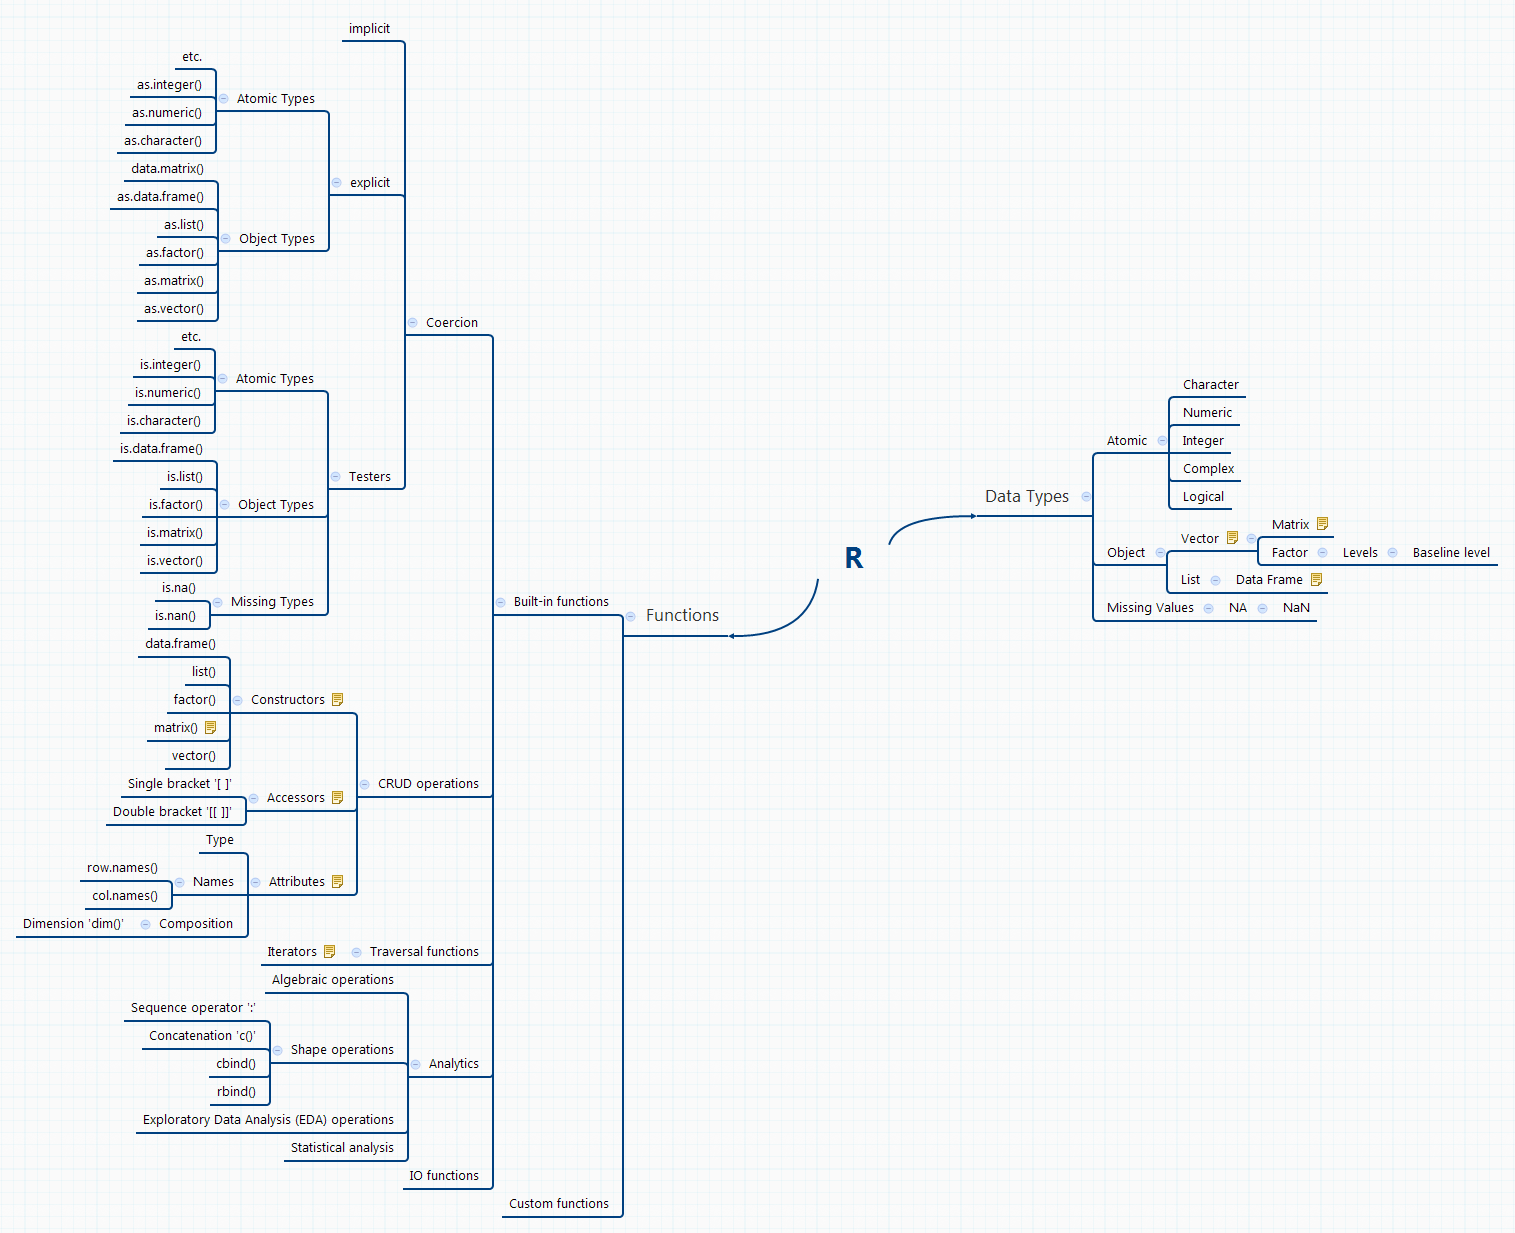 implicit
etc.
as.integer()
Atomic Types
as.numeric()
as.character()
data.matrix()
explicit
as.data.frame()
as.list()
Object Types
as.factor()
as.matrix()
as.vector()
Coercion
etc.
is.integer()
Atomic Types
is.numeric()
is.character()
is.data.frame()
is.list()
Testers
is.factor()
Object Types
is.matrix()
is.vector()
is.na()
Missing Types
is.nan()
Built-in functions
Functions
data.frame()
list()
factor()
Constructors
matrix()
vector()
Single bracket '[ ]'
CRUD operations
Accessors
Double bracket '[[ ]]'
Type
row.names()
Names
Attributes
col.names()
Dimension 'dim()'
Composition
Iterators
Traversal functions
Algebraic operations
Sequence operator ':'
Concatenation 'c()'
Shape operations
cbind()
Analytics
rbind()
Exploratory Data Analysis (EDA) operations
Statistical analysis
IO functions
Custom functions
R
Data Types
Character
Numeric
Atomic
Integer
Complex
Logical
Matrix
Vector
Object
Factor
Levels
Baseline level
List
Data Frame
Missing Values
NA
NaN